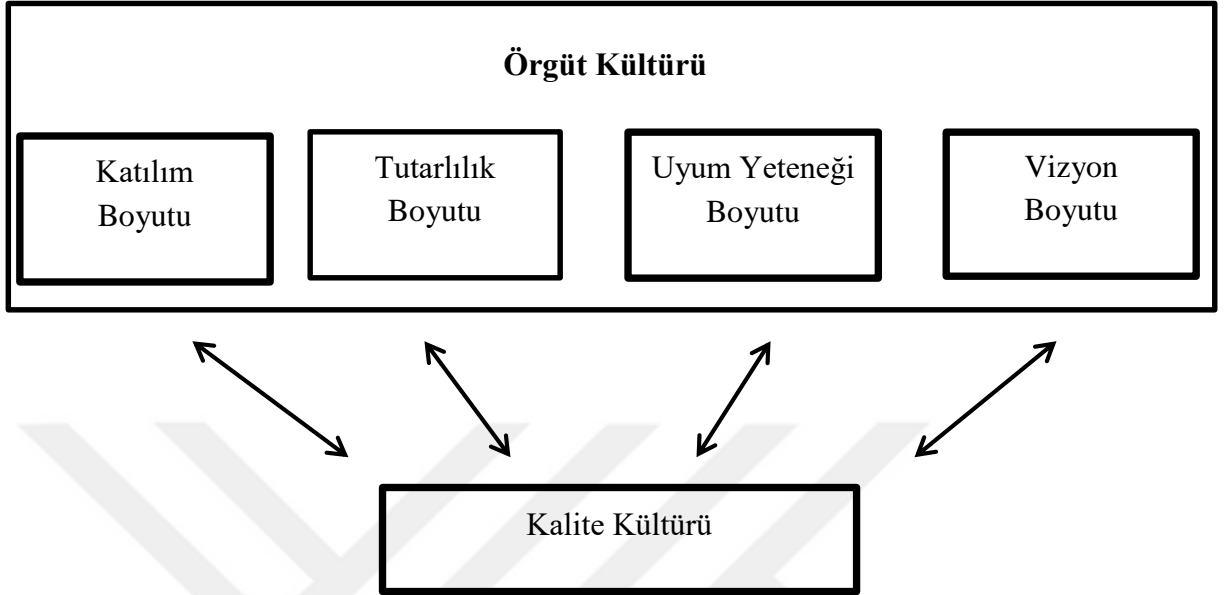 Örgüt Kültürü
Katılım
Boyutu
Tutarlılık
Boyutu
Uyum Yeteneği
Boyutu
Vizyon
Boyutu
Kalite Kültürü